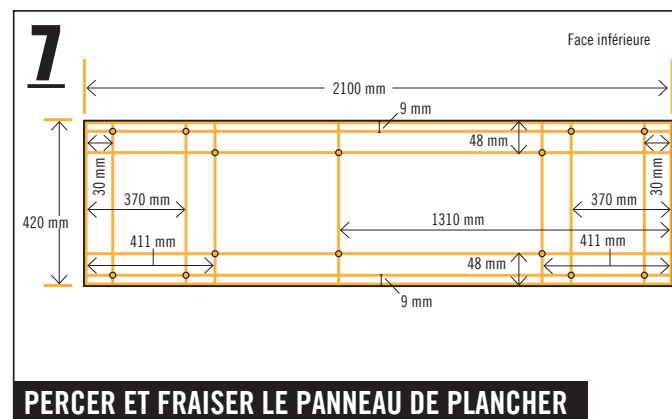 7
Face inférieure
2100 mm
9 mm
48 mm
30 mm
30 mm
370 mm
370 mm
420 mm
1310 mm
411 mm
411 mm
48 mm
9 mm
PERCER ET FRAISER LE PANNEAU DE PLANCHER